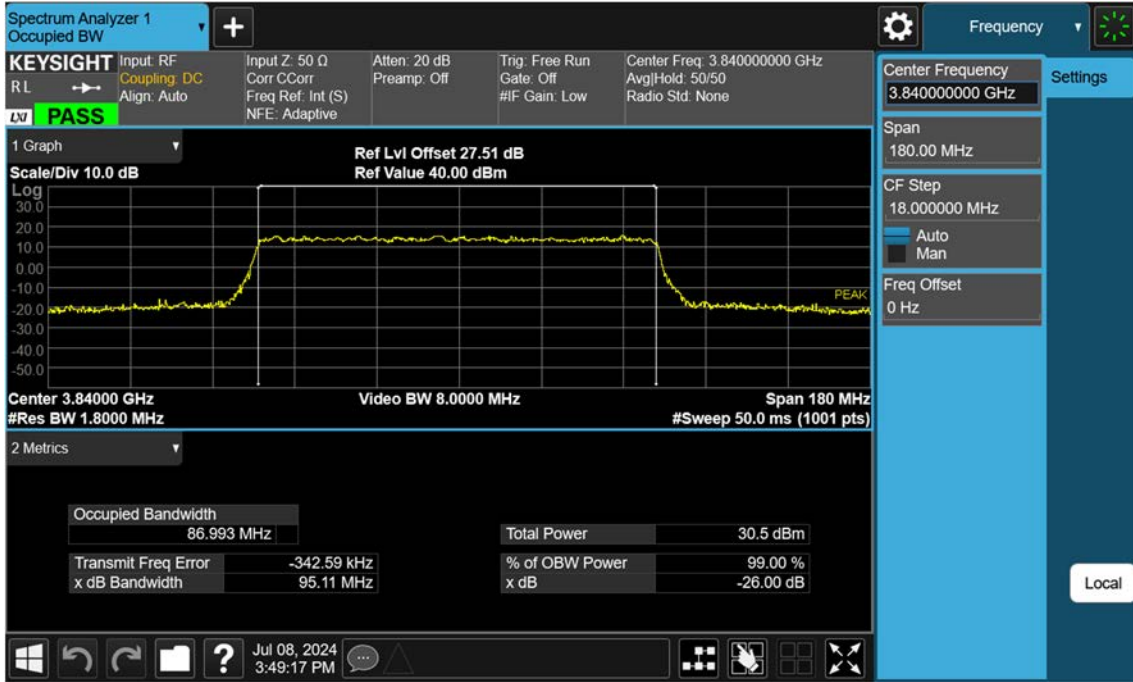 Spectrum Analyzer 1
Occupied BW
Frequency
KEYSIGHT
R L
LXI PASS
Input: RF
Coupling: DC
Align: Auto
Input Z: 50 Ω
Corr CCorr
Freq Ref: Int (S)
NFE: Adaptive
Atten: 20 dB
Preamp: Off
Trig: Free Run
Gate: Off
#IF Gain: Low
Center Freq: 3.840000000 GHz
Avg|Hold: 50/50
Radio Std: None
Center Frequency
3.840000000 GHz
Settings
Span
180.00 MHz
CF Step
18.000000 MHz
Auto
Man
Freq Offset
0 Hz
Local
1 Graph
Scale/Div 10.0 dB
Ref Lvl Offset 27.51 dB
Ref Value 40.00 dBm
Log
30.0
20.0
10.0
0.00
-10.0
-20.0
-30.0
-40.0
-50.0
PEAK
Center 3.84000 GHz
#Res BW 1.8000 MHz
Video BW 8.0000 MHz
Span 180 MHz
#Sweep 50.0 ms (1001 pts)
2 Metrics
Occupied Bandwidth
86.993 MHz
Transmit Freq Error -342.59 kHz
x dB Bandwidth 95.11 MHz
Total Power 30.5 dBm
% of OBW Power 99.00 %
x dB -26.00 dB
?
Jul 08, 2024
3:49:17 PM